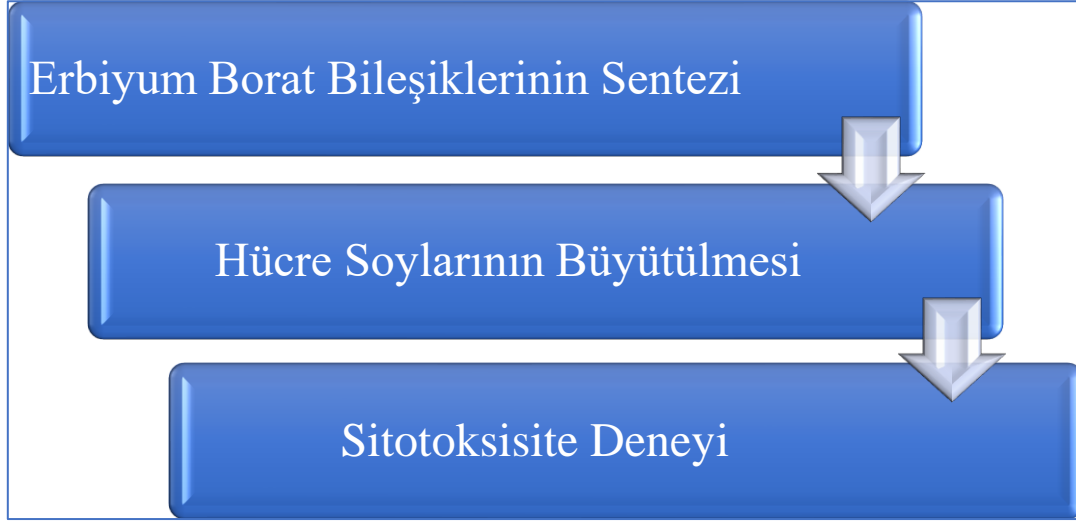 Erbiyum Borat Bileşiklerinin Sentezi
Hücre Soylarının Büyütülmesi
Sitotoksisite Deneyi